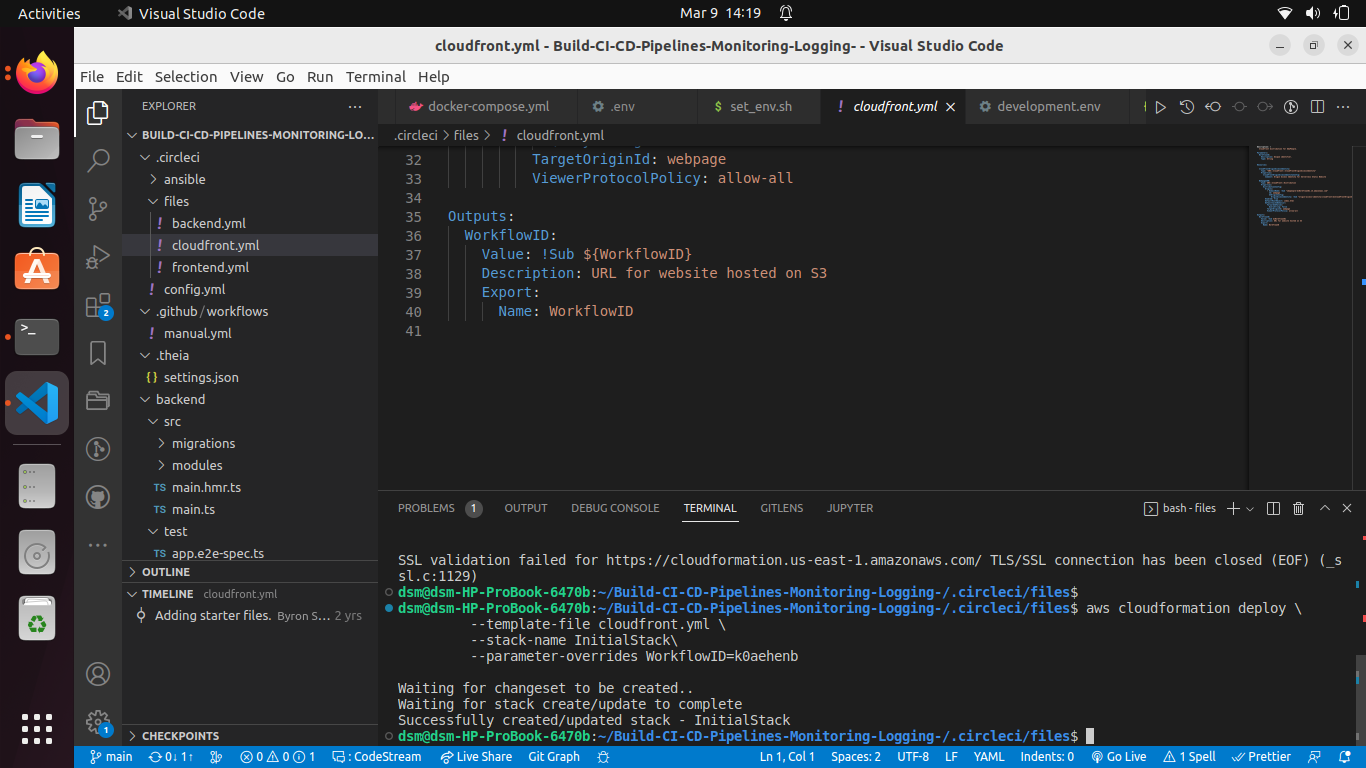 Activities Visual Studio Code Mar 9 14:19
cloudfront.yml - Build-CI-CD-Pipelines-Monitoring-Logging- - Visual Studio Code
File Edit Selection View Go Run Terminal Help
EXPLORER
docker-compose.yml .env $ set_env.sh ! cloudfront.yml development.env
BUILD-CI-CD-PIPELINES-MONITORING-LO...
.circleci > files > ! cloudfront.yml
.circleci
ansible
files
! backend.yml
! cloudfront.yml
! frontend.yml
! config.yml
.github/workflows
! manual.yml
.theia
{} settings.json
backend
src
migrations
modules
TS main.hmr.ts
TS main.ts
test
TS app.e2e-spec.ts
OUTLINE
TIMELINE cloudfront.yml
Adding starter files. Byron S... 2 yrs
CHECKPOINTS
2
1
32 TargetOriginId: webpage
33 ViewerProtocolPolicy: allow-all
34
35 Outputs:
36 WorkflowID:
37 Value: !Sub ${WorkflowID}
38 Description: URL for website hosted on S3
39 Export:
40 Name: WorkflowID
41
PROBLEMS 1 OUTPUT DEBUG CONSOLE TERMINAL GITLENS JUPYTER bash - files
SSL validation failed for https://cloudformation.us-east-1.amazonaws.com/ TLS/SSL connection has been closed (EOF) (_s
sl.c:1129)
dsm@dsm-HP-ProBook-6470b:~/Build-CI-CD-Pipelines-Monitoring-Logging-/.circleci/files$
dsm@dsm-HP-ProBook-6470b:~/Build-CI-CD-Pipelines-Monitoring-Logging-/.circleci/files$ aws cloudformation deploy \
--template-file cloudfront.yml \
--stack-name InitialStack\
--parameter-overrides WorkflowID=k0aehenb
Waiting for changeset to be created..
Waiting for stack create/update to complete
Successfully created/updated stack - InitialStack
dsm@dsm-HP-ProBook-6470b:~/Build-CI-CD-Pipelines-Monitoring-Logging-/.circleci/files$
main 0↓ 1↑ 0 0 1 : CodeStream Live Share Git Graph Ln 1, Col 1 Spaces: 2 UTF-8 LF YAML Indents: 0 Go Live 1 Spell Prettier